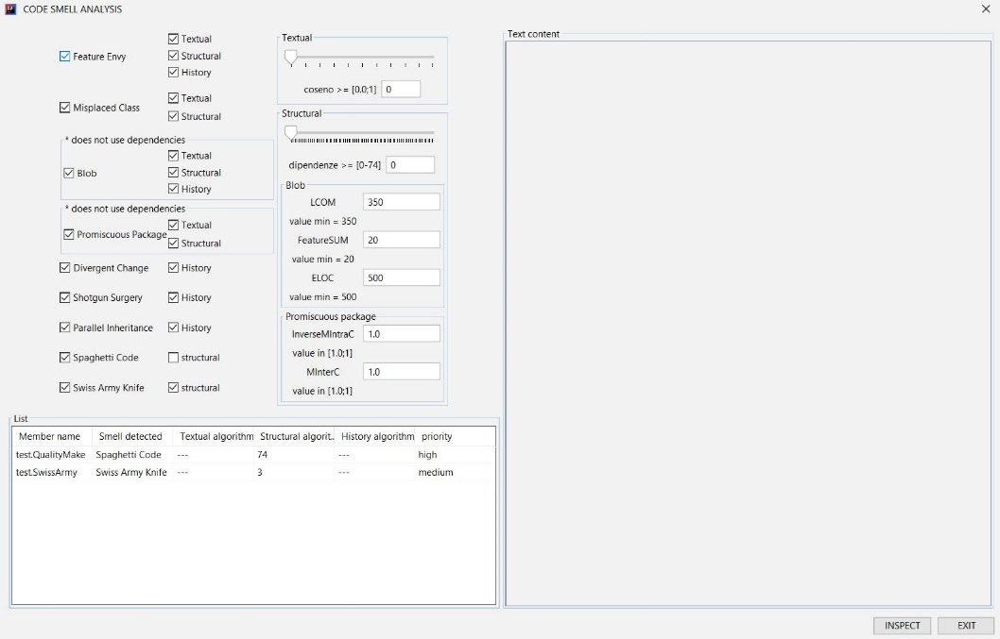 CODE SMELL ANALYSIS
Feature Envy
Textual
Structural
History
Misplaced Class
Textual
Structural
* does not use dependencies
Blob
Textual
Structural
History
* does not use dependencies
Promiscuous Package
Textual
Structural
Divergent Change
History
Shotgun Surgery
History
Parallel Inheritance
History
Spaghetti Code
structural
Swiss Army Knife
structural
Textual
coseno >= [0.0;1] 0
Structural
dipendenze >= [0-74] 0
Blob
LCOM 350
value min = 350
FeatureSUM 20
value min = 20
ELOC 500
value min = 500
Promiscuous package
InverseMIntraC 1.0
value in [1.0;1]
MInterC 1.0
value in [1.0;1]
Text content
List
Member name Smell detected Textual algorithm Structural algorit... History algorithm priority
test.QualityMake Spaghetti Code --- 74 --- high
test.SwissArmy Swiss Army Knife --- 3 --- medium
INSPECT EXIT